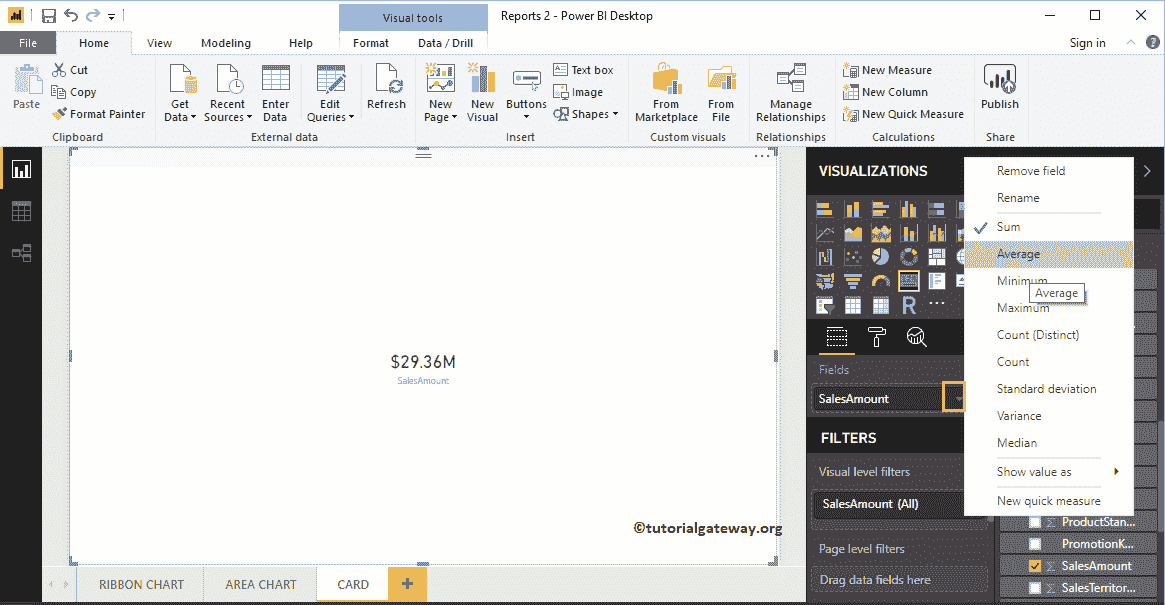 Visual tools
Reports 2 - Power BI Desktop
File
Home
View
Modeling
Help
Format
Data / Drill
Sign in
Paste
Cut
Copy
Format Painter
Clipboard
Get
Data
Recent
Sources
Enter
Data
Edit
Queries
External data
Refresh
New
Page
New
Visual
Buttons
Text box
Image
Shapes
Insert
From
Marketplace
From
File
Custom visuals
Manage
Relationships
Relationships
New Measure
New Column
New Quick Measure
Calculations
Publish
Share
$29.36M
SalesAmount
©tutorialgateway.org
RIBBON CHART
AREA CHART
CARD
VISUALIZATIONS
R
Fields
SalesAmount
FILTERS
Visual level filters
SalesAmount (All)
Page level filters
Drag data fields here
Remove field
Rename
Sum
Average
Minimum
Average
Maximum
Count (Distinct)
Count
Standard deviation
Variance
Median
Show value as
New quick measure
ProductStan...
PromotionK...
SalesAmount
SalesTerritor...